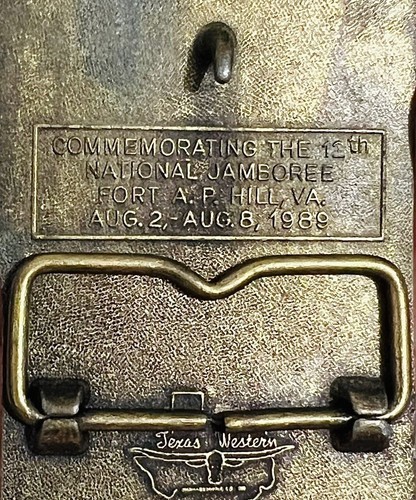 COMMEMORATING THE 12th
NATIONAL JAMBOREE
FORT A. P. HILL, VA.
AUG. 2,-AUG. 8, 1989
Texas Western